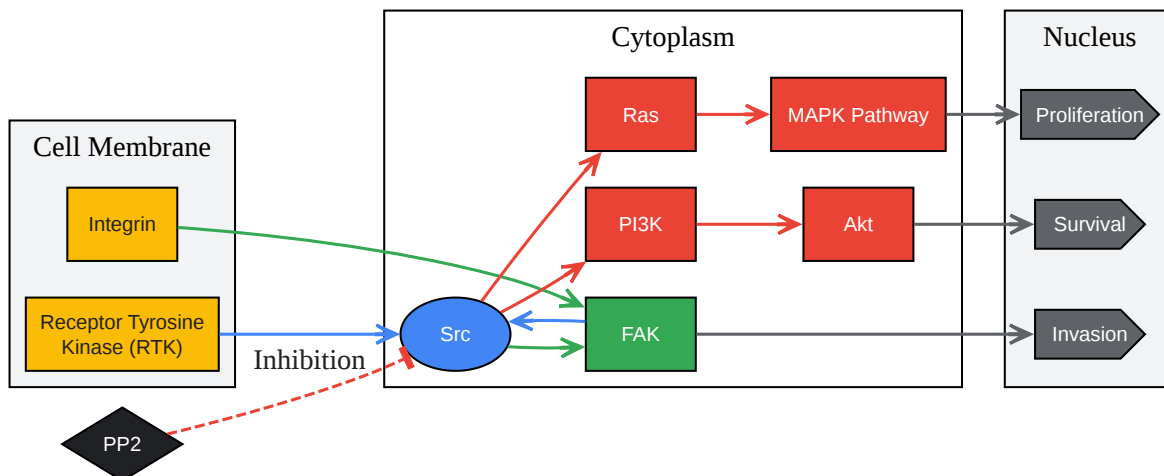 Cytoplasm
Nucleus
Cell Membrane
Ras
MAPK Pathway
Proliferation
Integrin
PI3K
Akt
Survival
Receptor Tyrosine
Kinase (RTK)
Src
FAK
Invasion
Inhibition
PP2